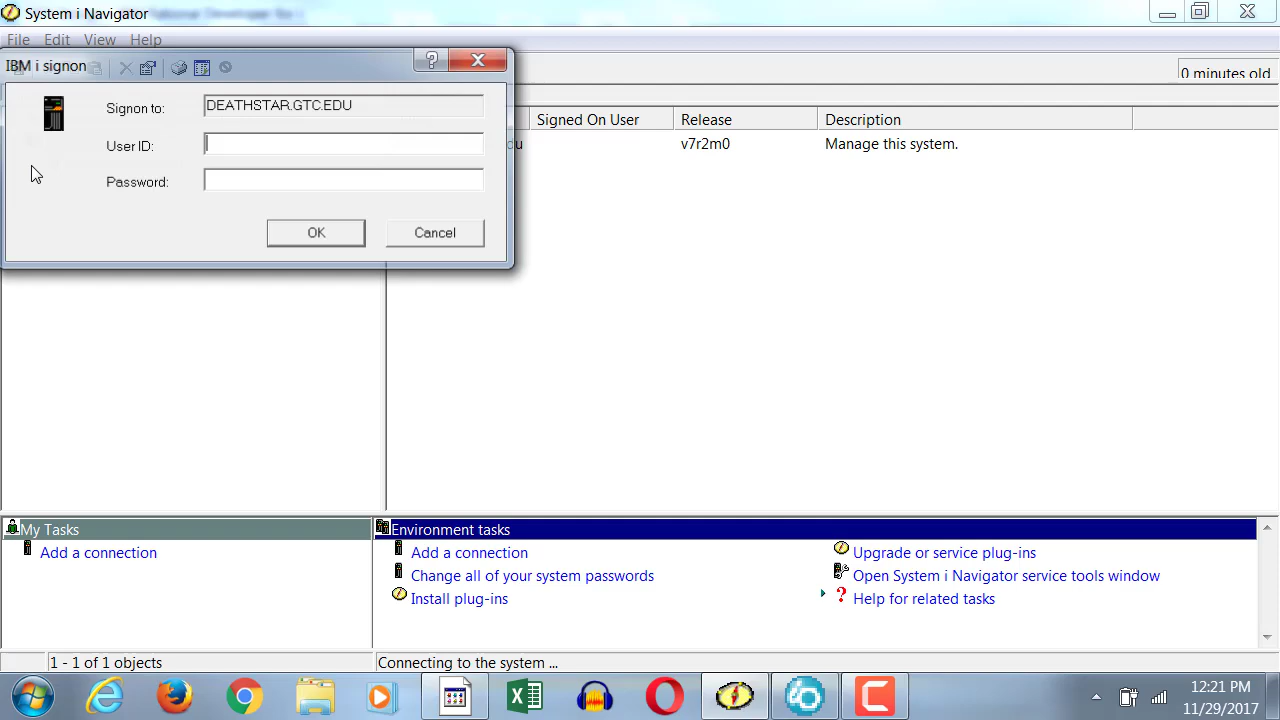 System i Navigator
File Edit View Help
IBM i signon
0 minutes old
Signon to: DEATHSTAR.GTC.EDU
Signed On User Release Description
User ID:
v7r2m0 Manage this system.
Password:
OK Cancel
My Tasks
Add a connection
Environment tasks
Add a connection Upgrade or service plug-ins
Change all of your system passwords Open System i Navigator service tools window
Install plug-ins ? Help for related tasks
1 - 1 of 1 objects Connecting to the system ...
12:21 PM
11/29/2017